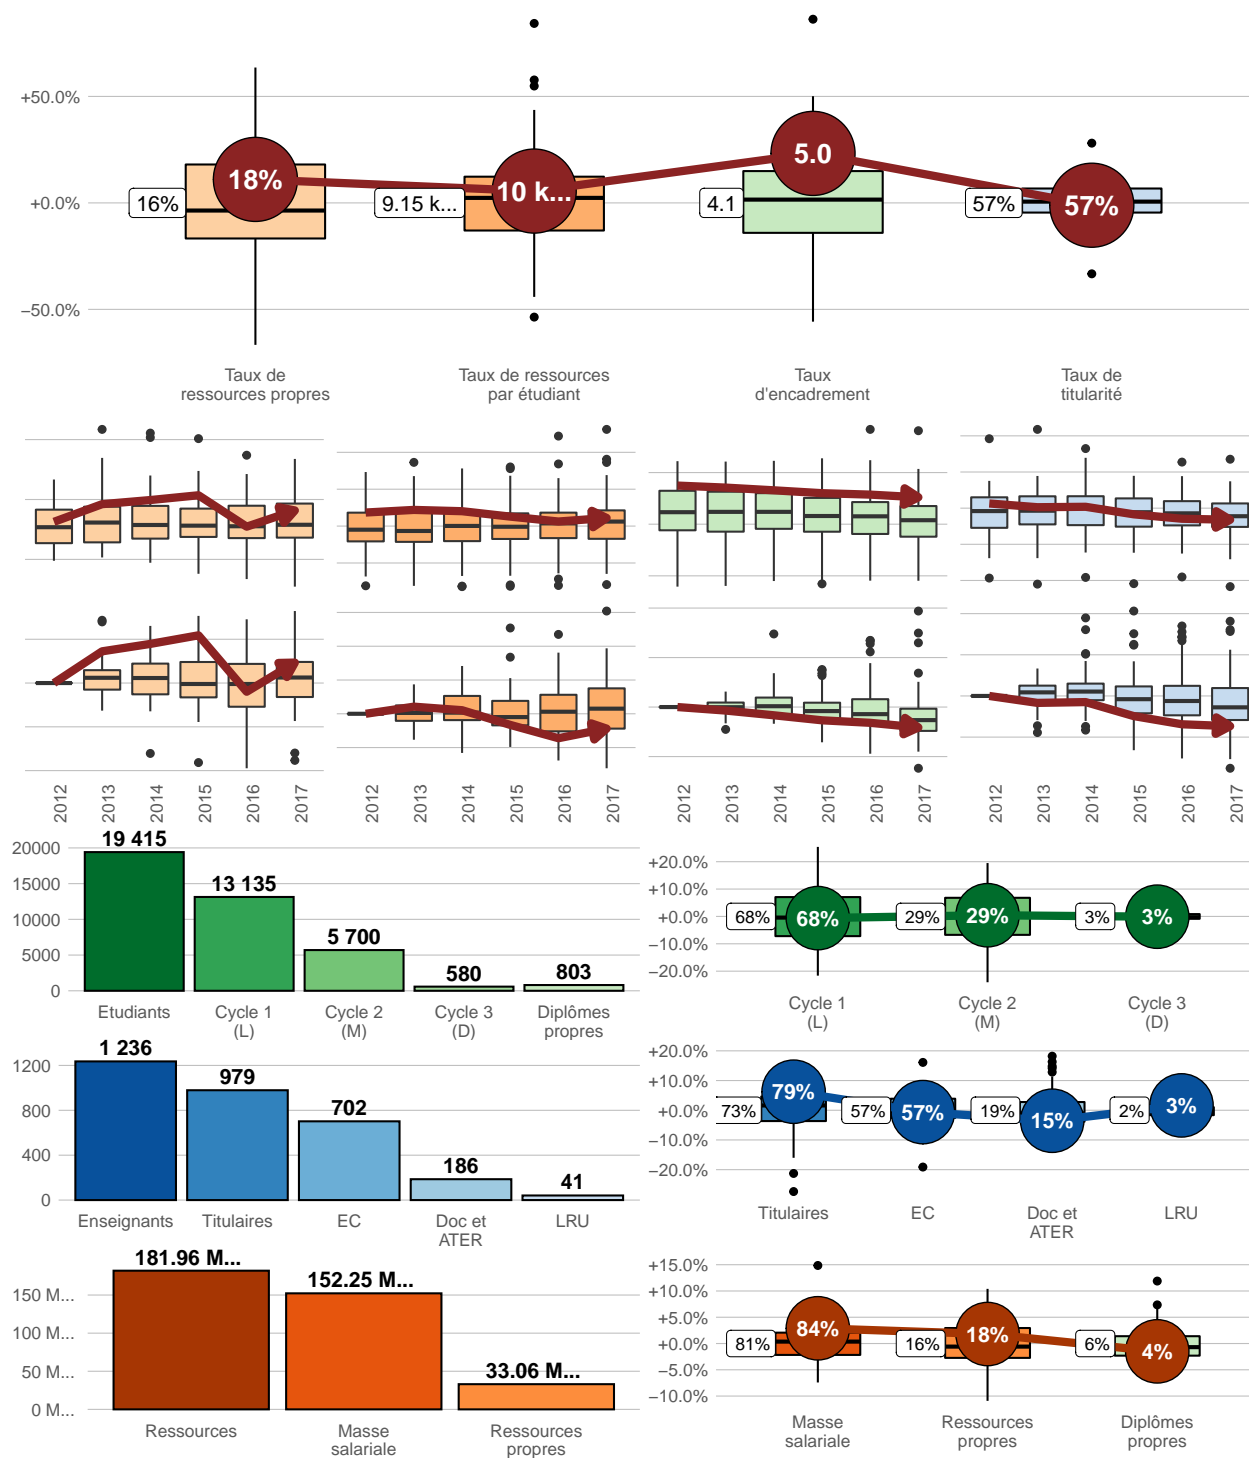 +50.0%
+0.0%
−50.0%
16%
18%
9.15 k...
10 k...
4.1
5.0
57%
57%
Taux de
ressources propres
Taux de ressources
par étudiant
Taux
d'encadrement
Taux de
titularité
2012
2013
2014
2015
2016
2017
2012
2013
2014
2015
2016
2017
2012
2013
2014
2015
2016
2017
2012
2013
2014
2015
2016
2017
20000
15000
10000
5000
0
19 415
13 135
5 700
580
803
Etudiants
Cycle 1
(L)
Cycle 2
(M)
Cycle 3
(D)
Diplômes
propres
+20.0%
+10.0%
+0.0%
−10.0%
−20.0%
68%
68%
29%
29%
3%
3%
Cycle 1
(L)
Cycle 2
(M)
Cycle 3
(D)
1200
800
400
0
1 236
979
702
186
41
Enseignants
Titulaires
EC
Doc et
ATER
LRU
+20.0%
+10.0%
+0.0%
−10.0%
−20.0%
73%
79%
57%
57%
19%
15%
2%
3%
Titulaires
EC
Doc et
ATER
LRU
150 M...
100 M...
50 M...
0 M...
181.96 M...
152.25 M...
33.06 M...
Ressources
Masse
salariale
Ressources
propres
+15.0%
+10.0%
+5.0%
+0.0%
−5.0%
−10.0%
81%
84%
16%
18%
6%
4%
Masse
salariale
Ressources
propres
Diplômes
propres